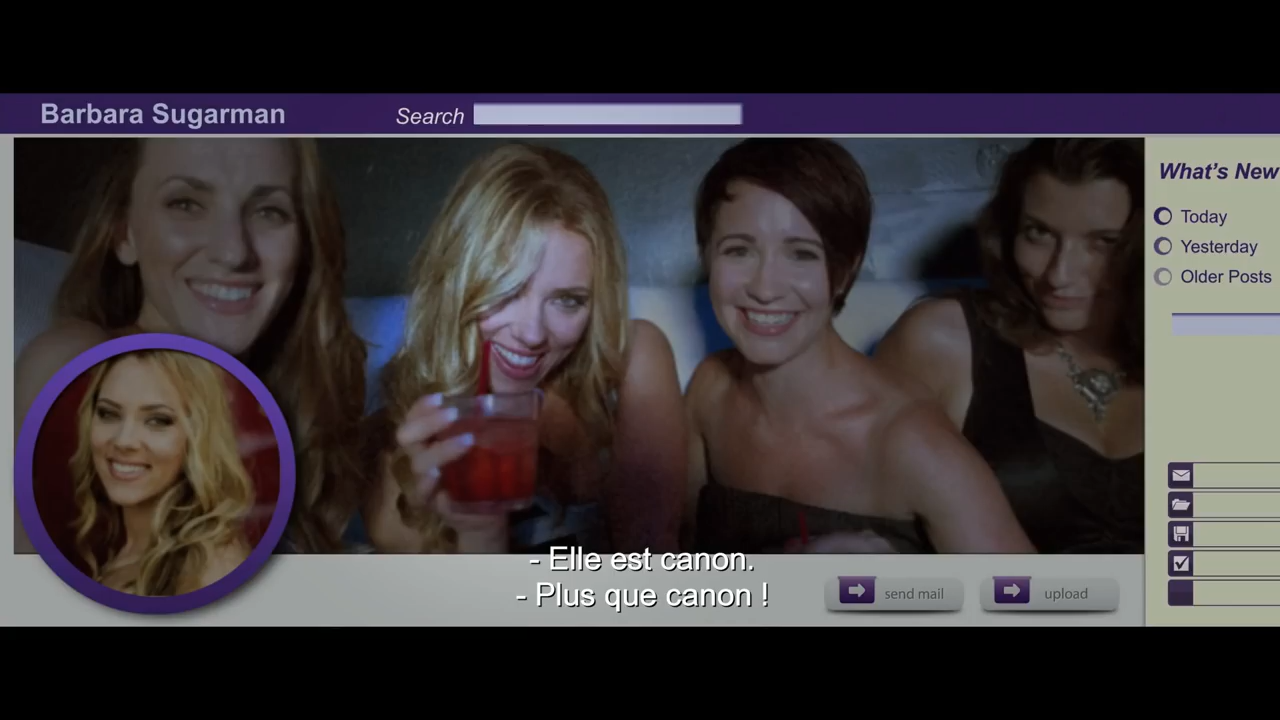 Barbara Sugarman
Search
What's New
Today
Yesterday
Older Posts
- Elle est canon.
- Plus que canon !
send mail
upload